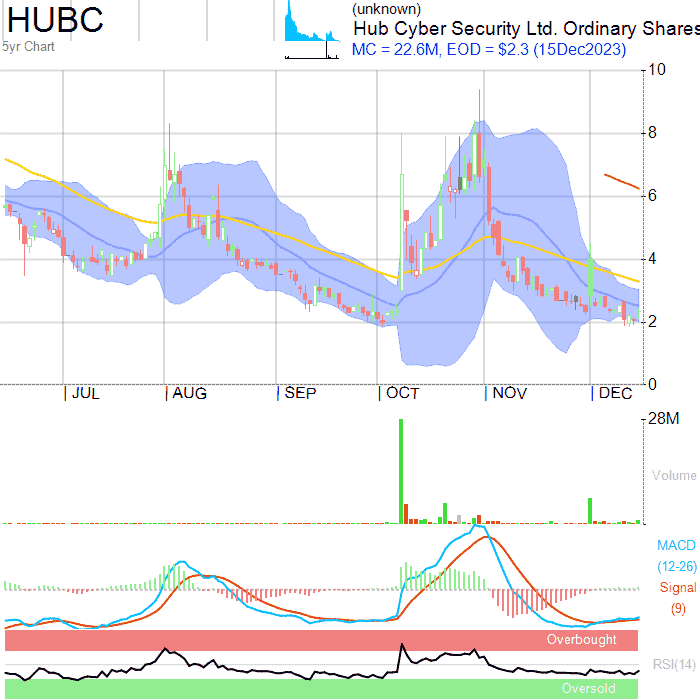 HUBC
(unknown)
Hub Cyber Security Ltd. Ordinary Shares
5yr Chart
MC = 22.6M, EOD = $2.3 (15Dec2023)
10
8
6
4
2
0
JUL AUG SEP OCT NOV DEC
28M
Volume
MACD
(12-26)
Signal
(9)
Overbought
RSI(14)
Oversold